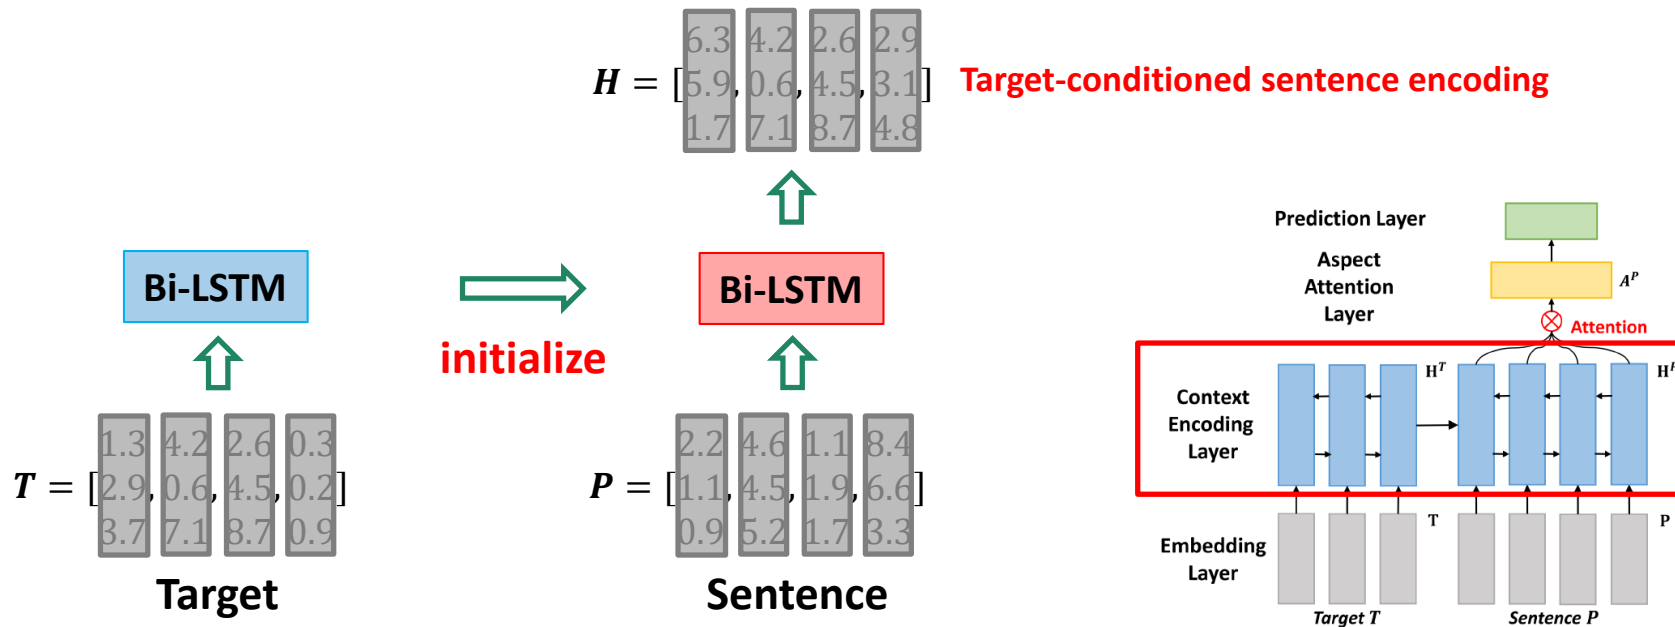 6.3 4.2 2.6 2.9
H = [5.9, 0.6, 4.5, 3.1]
1.7 7.1 8.7 4.8
Target-conditioned sentence encoding
Bi-LSTM
initialize
Bi-LSTM
1.3 4.2 2.6 0.3
T = [2.9, 0.6, 4.5, 0.2]
3.7 7.1 8.7 0.9
Target
2.2 4.6 1.1 8.4
P = [1.1, 4.5, 1.9, 6.6]
0.9 5.2 1.7 3.3
Sentence
Prediction Layer
Aspect
Attention
Layer
A^P
Attention
Context
Encoding
Layer
H^T
H^P
Embedding
Layer
T
P
Target T
Sentence P